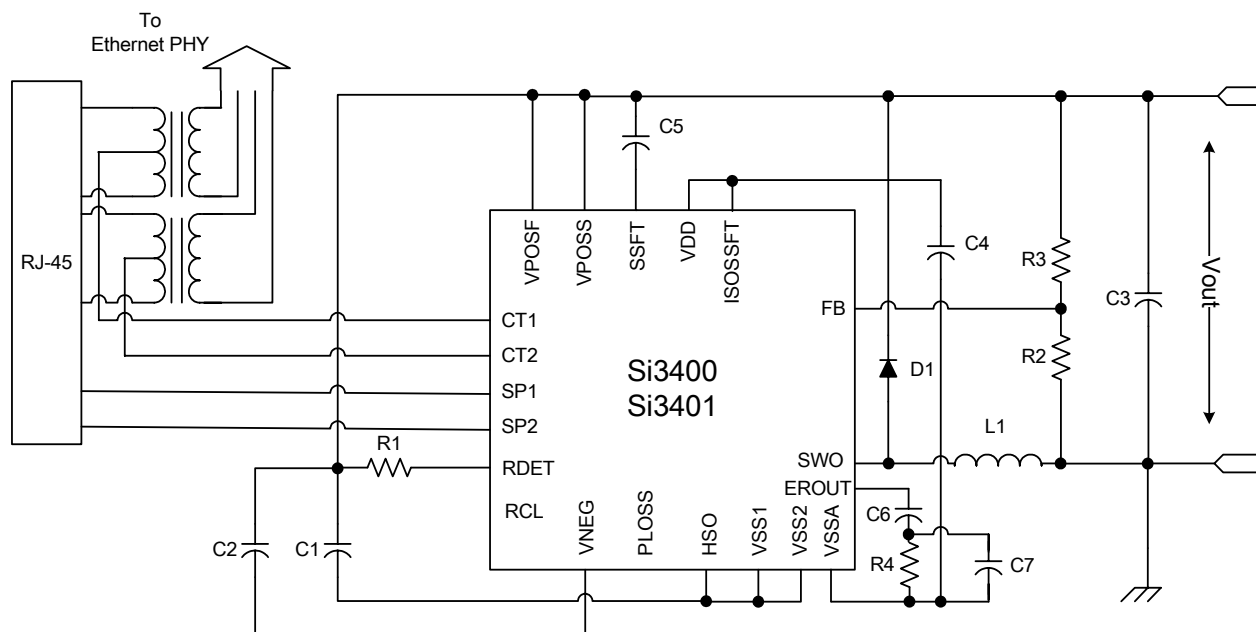 To
Ethernet PHY
RJ-45
C5
VPOSF
VPOSS
SSFT
VDD
ISOSSFT
C4
R3
C3
Vout
FB
R2
CT1
CT2
SP1
SP2
Si3400
Si3401
D1
L1
R1
RDET
SWO
EROUT
RCL
VNEG
PLOSS
HSO
VSS1
VSS2
VSSA
C6
C2
C1
R4
C7